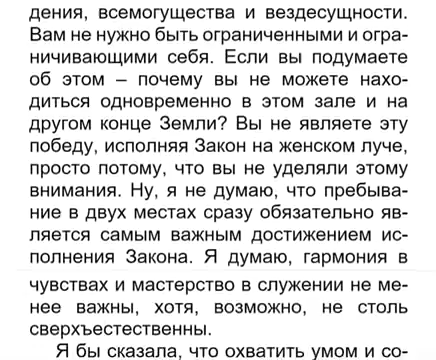 дения, всемогущества и вездесущности.
Вам не нужно быть ограниченными и огра-
ничивающими себя. Если вы подумаете
об этом – почему вы не можете нахо-
диться одновременно в этом зале и на
другом конце Земли? Вы не являете эту
победу, исполняя Закон на женском луче,
просто потому, что вы не уделяли этому
внимания. Ну, я не думаю, что пребыва-
ние в двух местах сразу обязательно яв-
ляется самым важным достижением ис-
полнения Закона. Я думаю, гармония в
чувствах и мастерство в служении не ме-
нее важны, хотя, возможно, не столь
сверхъестественны.
Я бы сказала, что охватить умом и со-